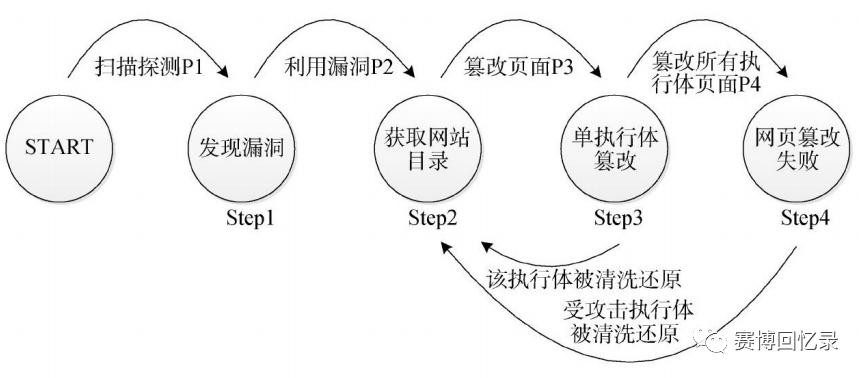 扫描探测P1
利用漏洞P2
篡改页面P3
篡改所有执
行体页面P4
START
发现漏洞
获取网站
目录
单执行体
篡改
网页篡改
失败
Step1
Step2
Step3
Step4
该执行体被清洗还原
受攻击执行体
被清洗还原
赛博回忆录